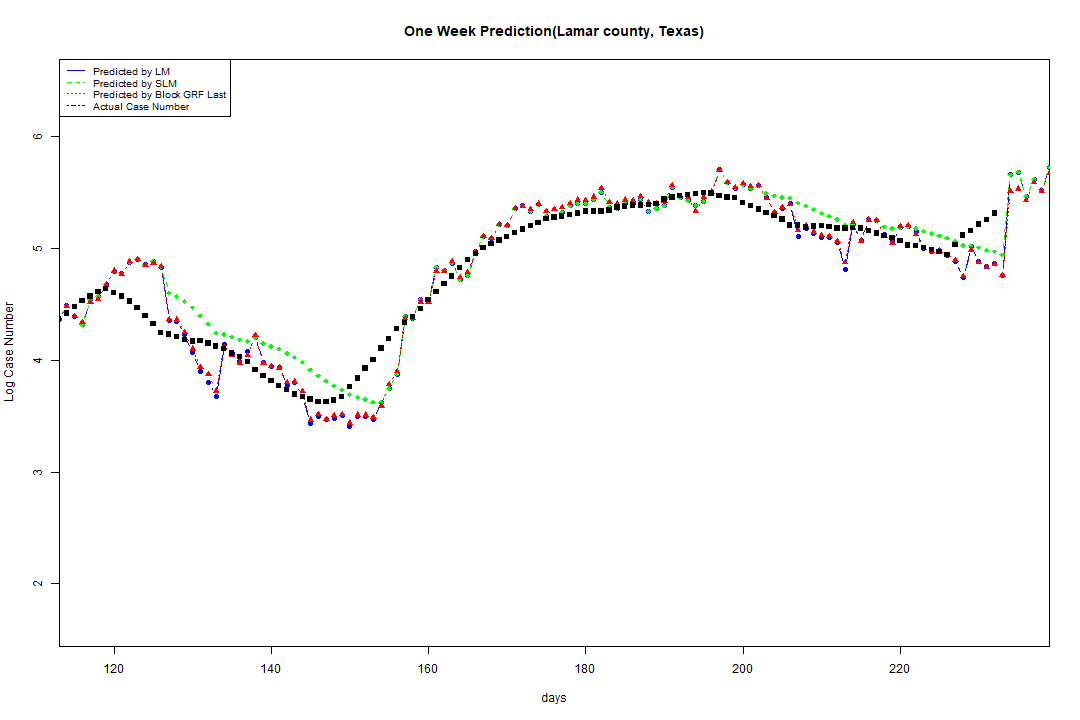 One Week Prediction(Lamar county, Texas)
Predicted by LM
Predicted by SLM
Predicted by Block GRF Last
Actual Case Number
6
5
4
3
2
Log Case Number
120 140 160 180 200 220
days